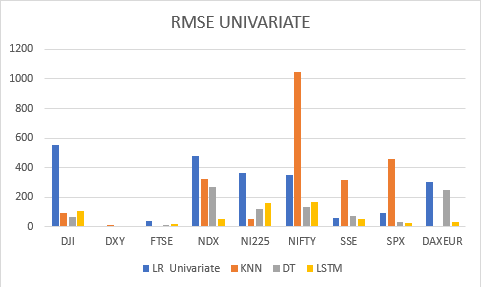 RMSE UNIVARIATE
1200
1000
800
600
400
200
0
DJI DXY FTSE NDX NI225 NIFTY SSE SPX DAXEUR
LR Univariate KNN DT LSTM